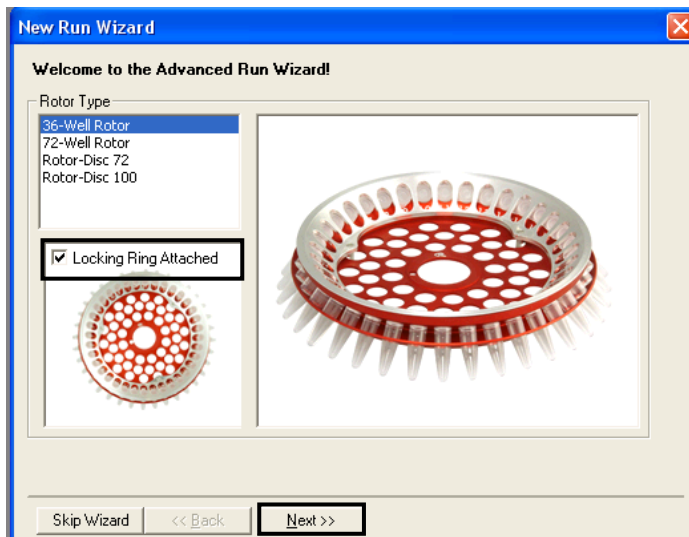 New Run Wizard
Welcome to the Advanced Run Wizard!
Rotor Type
36-Well Rotor
72-Well Rotor
Rotor-Disc 72
Rotor-Disc 100
Locking Ring Attached
Skip Wizard
<< Back
Next >>